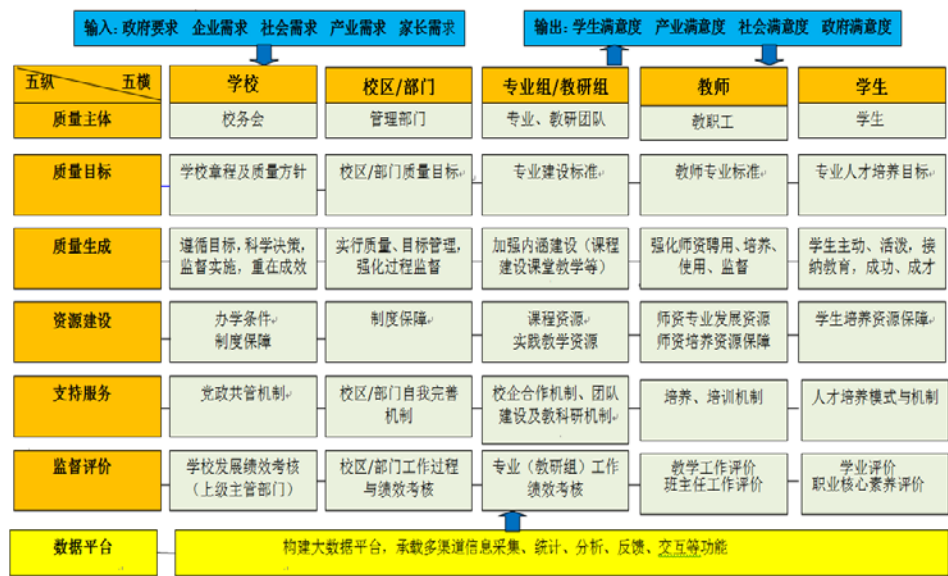 输入：政府要求 企业需求 社会需求 产业需求 家长需求
输出：学生满意度 产业满意度 社会满意度 政府满意度
五纵 五横
学校
校区/部门
专业组/教研组
教师
学生
质量主体
校务会
管理部门
专业、教研团队
教职工
学生
质量目标
学校章程及质量方针
校区/部门质量目标
专业建设标准
教师专业标准
专业人才培养目标
质量生成
遵循目标，科学决策，
监督实施，重在成效
实行质量、目标管理，
强化过程监督
加强内涵建设（课程
建设课堂教学等）
强化师资聘用、培养、
使用、监督
学生主动、活泼，接
纳教育，成功、成才
资源建设
办学条件
制度保障
制度保障
课程资源
实践教学资源
师资专业发展资源
师资培养资源保障
学生培养资源保障
支持服务
党政共管机制
校区/部门自我完善
机制
校企合作机制、团队
建设及教科研机制
培养、培训机制
人才培养模式与机制
监督评价
学校发展绩效考核
（上级主管部门）
校区/部门工作过程
与绩效考核
专业（教研组）工作
绩效考核
教学工作评价
班主任工作评价
学业评价
职业核心素养评价
数据平台
构建大数据平台，承载多渠道信息采集、统计、分析、反馈、交互等功能